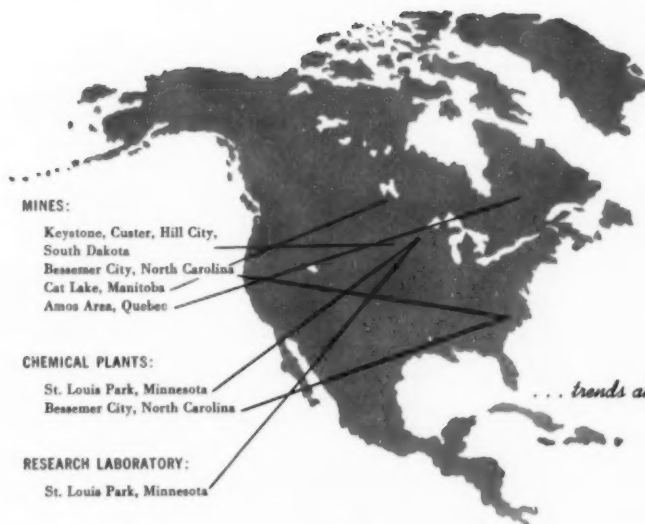 MINES:
Keystone, Custer, Hill City,
South Dakota
Bessemer City, North Carolina
Cat Lake, Manitoba
Amos Area, Quebec
CHEMICAL PLANTS:
St. Louis Park, Minnesota
Bessemer City, North Carolina
... trends
RESEARCH LABORATORY:
St. Louis Park, Minnesota